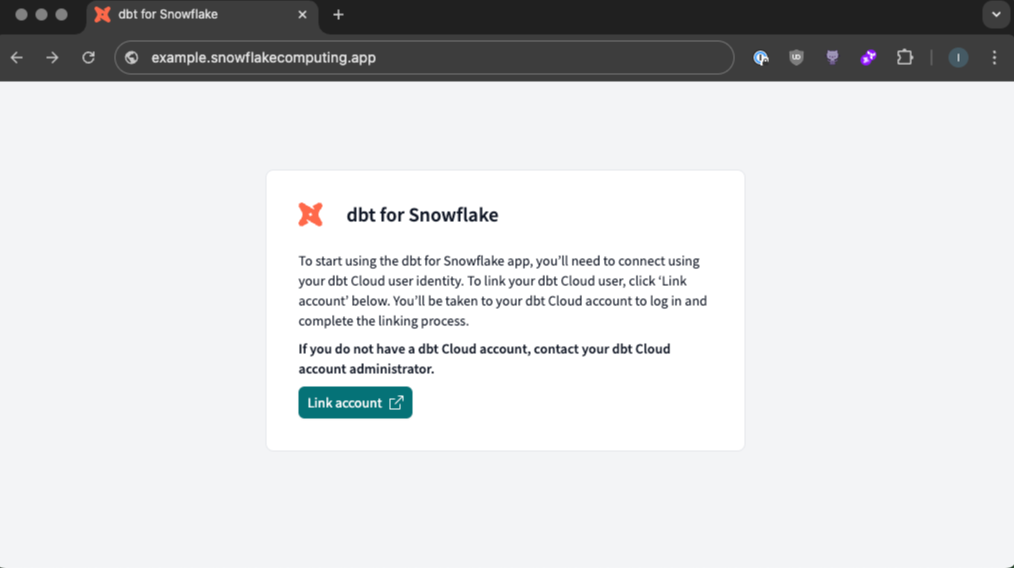 dbt for Snowflake
example.snowflakecomputing.app
UD
I
dbt for Snowflake
To start using the dbt for Snowflake app, you’ll need to connect using
your dbt Cloud user identity. To link your dbt Cloud user, click ‘Link
account’ below. You’ll be taken to your dbt Cloud account to log in and
complete the linking process.
If you do not have a dbt Cloud account, contact your dbt Cloud
account administrator.
Link account